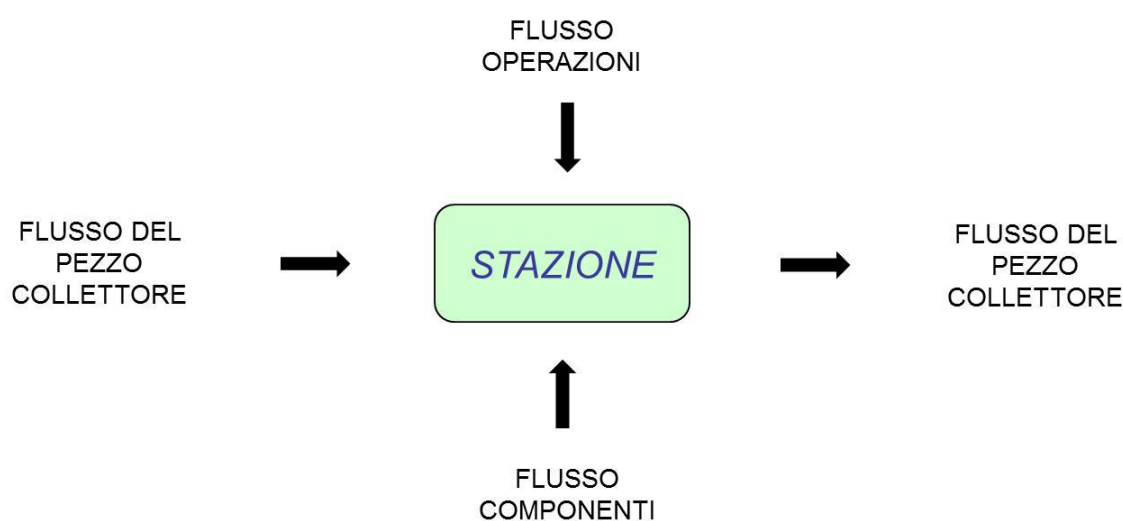 FLUSSO
OPERAZIONI
FLUSSO DEL
PEZZO
COLLETTORE
STAZIONE
FLUSSO DEL
PEZZO
COLLETTORE
FLUSSO
COMPONENTI